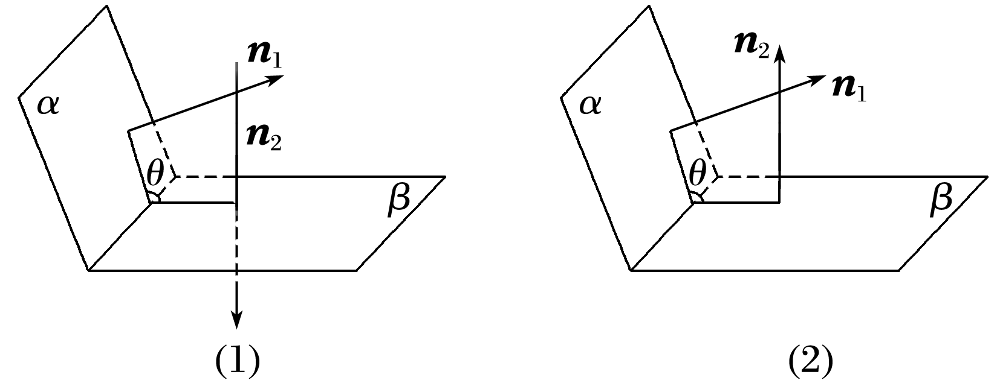 n₁
α
n₂
θ
β
(1)
n₂
n₁
α
θ
β
(2)